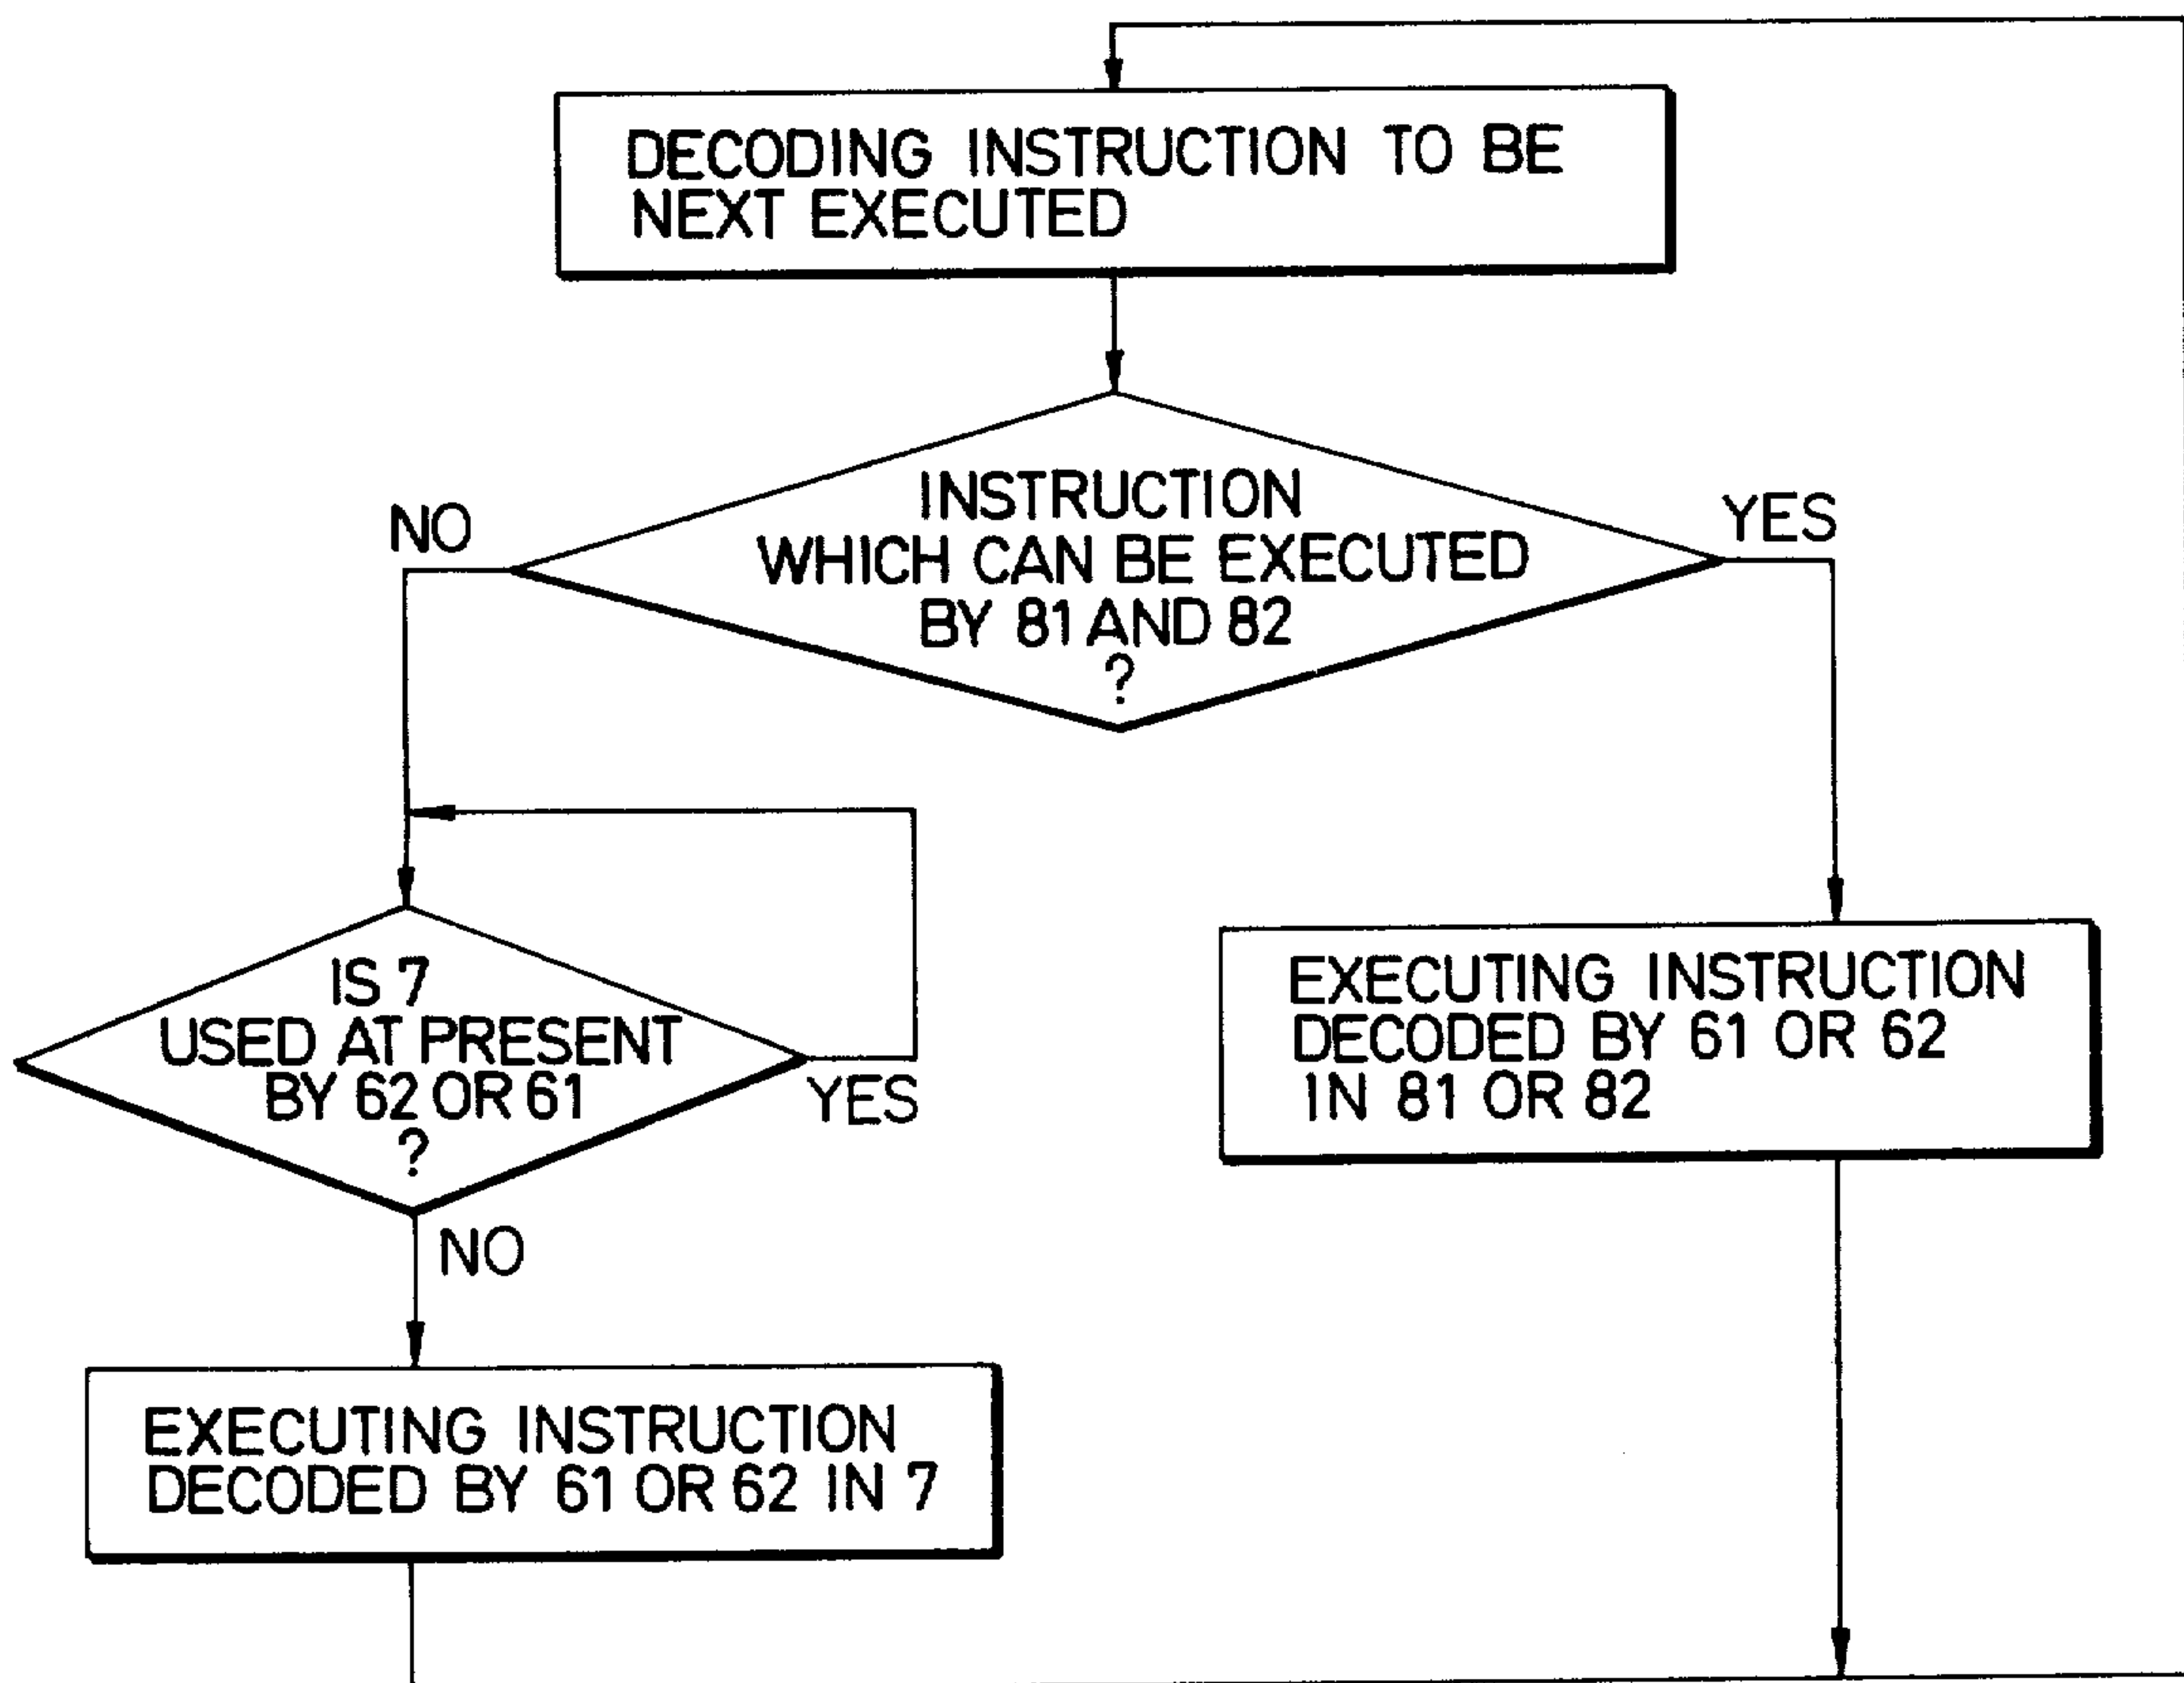 DECODING INSTRUCTION TO BE
NEXT EXECUTED
INSTRUCTION
WHICH CAN BE EXECUTED
BY 81 AND 82
?
NO
YES
IS 7
USED AT PRESENT
BY 62 OR 61
?
YES
NO
EXECUTING INSTRUCTION
DECODED BY 61 OR 62
IN 81 OR 82
EXECUTING INSTRUCTION
DECODED BY 61 OR 62 IN 7